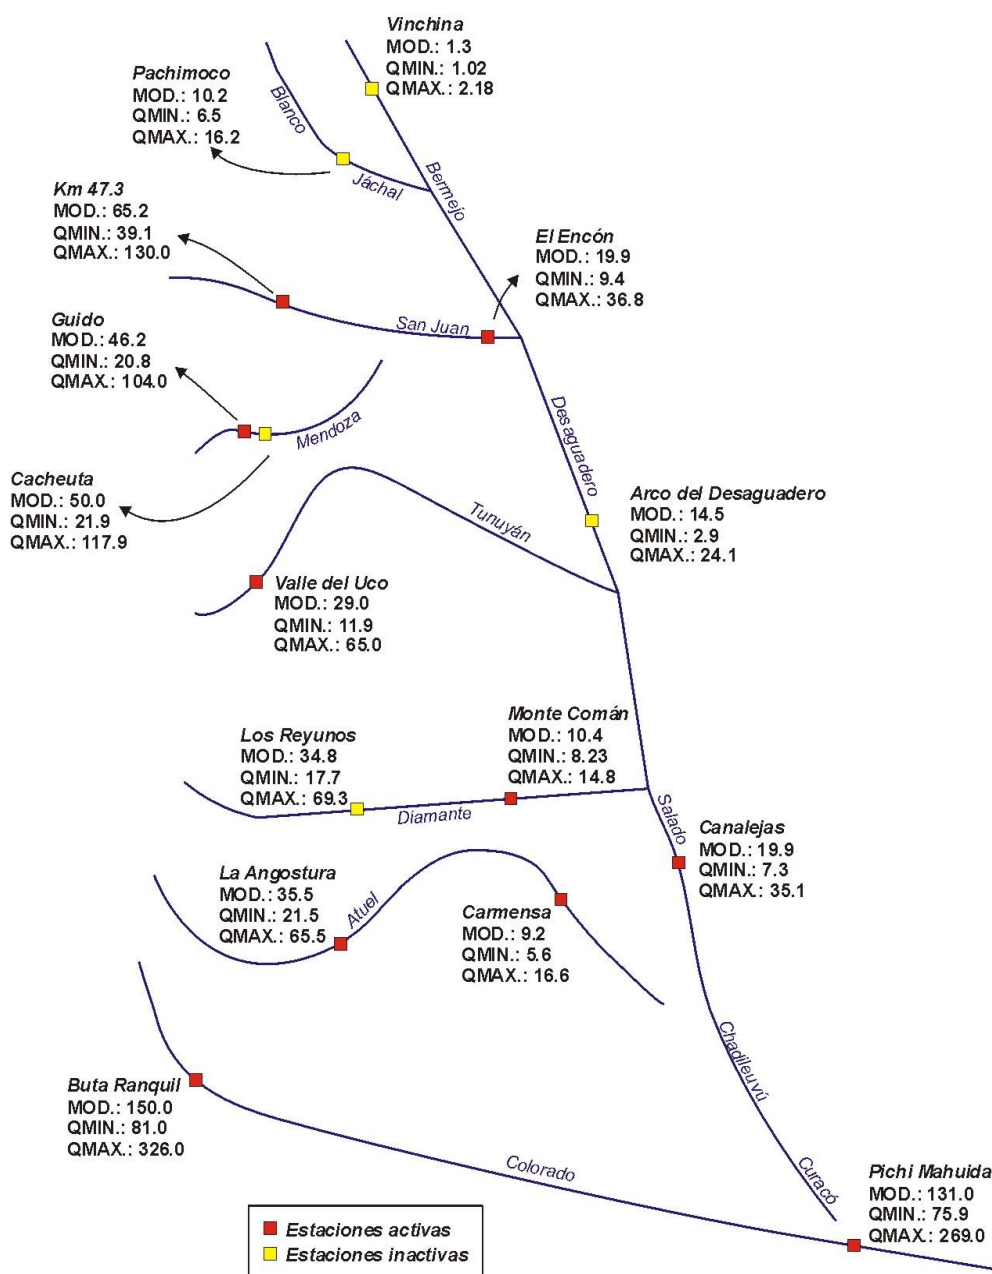 Vinchina
MOD.: 1.3
QMIN.: 1.02
QMAX.: 2.18
Pachimoco
MOD.: 10.2
QMIN.: 6.5
QMAX.: 16.2
Blanco
Jáchal
Bermejo
Km 47.3
MOD.: 65.2
QMIN.: 39.1
QMAX.: 130.0
El Encón
MOD.: 19.9
QMIN.: 9.4
QMAX.: 36.8
San Juan
Guido
MOD.: 46.2
QMIN.: 20.8
QMAX.: 104.0
Mendoza
Desaguadero
Cacheuta
MOD.: 50.0
QMIN.: 21.9
QMAX.: 117.9
Arco del Desaguadero
MOD.: 14.5
QMIN.: 2.9
QMAX.: 24.1
Tunuyán
Valle del Uco
MOD.: 29.0
QMIN.: 11.9
QMAX.: 65.0
Monte Comán
MOD.: 10.4
QMIN.: 8.23
QMAX.: 14.8
Los Reyunos
MOD.: 34.8
QMIN.: 17.7
QMAX.: 69.3
Diamante
Salado
Canalejas
MOD.: 19.9
QMIN.: 7.3
QMAX.: 35.1
La Angostura
MOD.: 35.5
QMIN.: 21.5
QMAX.: 65.5
Atuel
Carmensa
MOD.: 9.2
QMIN.: 5.6
QMAX.: 16.6
Chadileuvú
Buta Ranquil
MOD.: 150.0
QMIN.: 81.0
QMAX.: 326.0
Colorado
Curacó
Pichi Mahuida
MOD.: 131.0
QMIN.: 75.9
QMAX.: 269.0
Estaciones activas
Estaciones inactivas